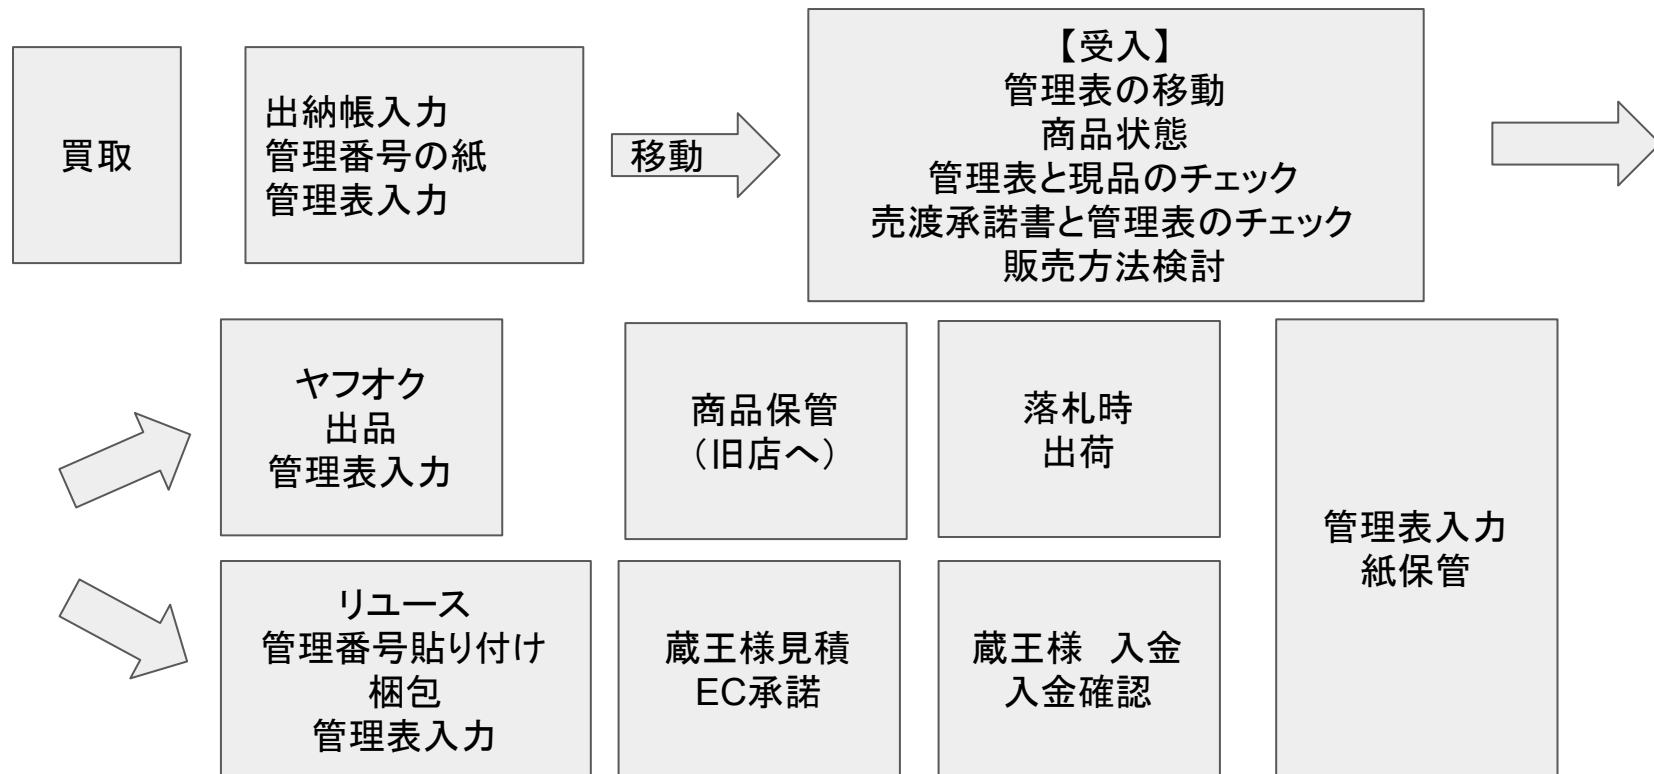 買取
出納帳入力
管理番号の紙
管理表入力
移動
【受入】
管理表の移動
商品状態
管理表と現品のチェック
売渡承諾書と管理表のチェック
販売方法検討
ヤフオク
出品
管理表入力
商品保管
（旧店へ）
落札時
出荷
管理表入力
紙保管
リユース
管理番号貼り付け
梱包
管理表入力
蔵王様見積
EC承諾
蔵王様　入金
入金確認